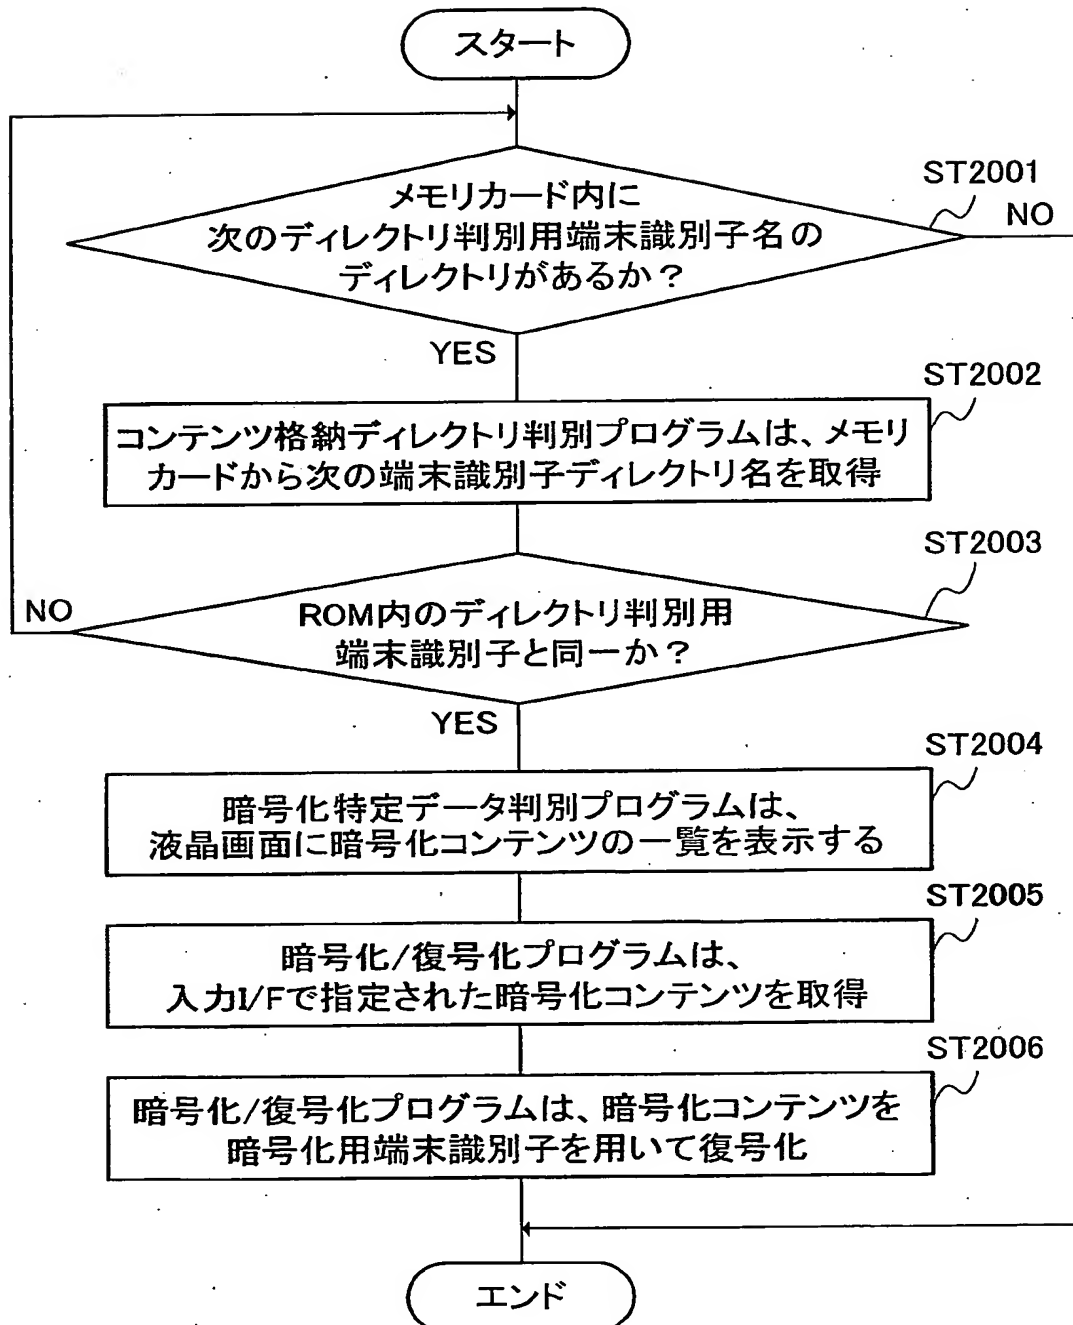 スタート
メモリカード内に
次のディレクトリ判別用端末識別子名の
ディレクトリがあるか？
ST2001
NO
YES
ST2002
コンテンツ格納ディレクトリ判別プログラムは、メモリ
カードから次の端末識別子ディレクトリ名を取得
ST2003
NO
ROM内のディレクトリ判別用
端末識別子と同一か？
YES
ST2004
暗号化特定データ判別プログラムは、
液晶画面に暗号化コンテンツの一覧を表示する
ST2005
暗号化/復号化プログラムは、
入力I/Fで指定された暗号化コンテンツを取得
ST2006
暗号化/復号化プログラムは、暗号化コンテンツを
暗号化用端末識別子を用いて復号化
エンド